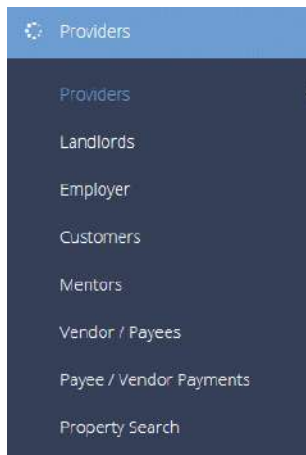 Providers
Providers
Landlords
Employer
Customers
Mentors
Vendor / Payees
Payee / Vendor Payments
Property Search